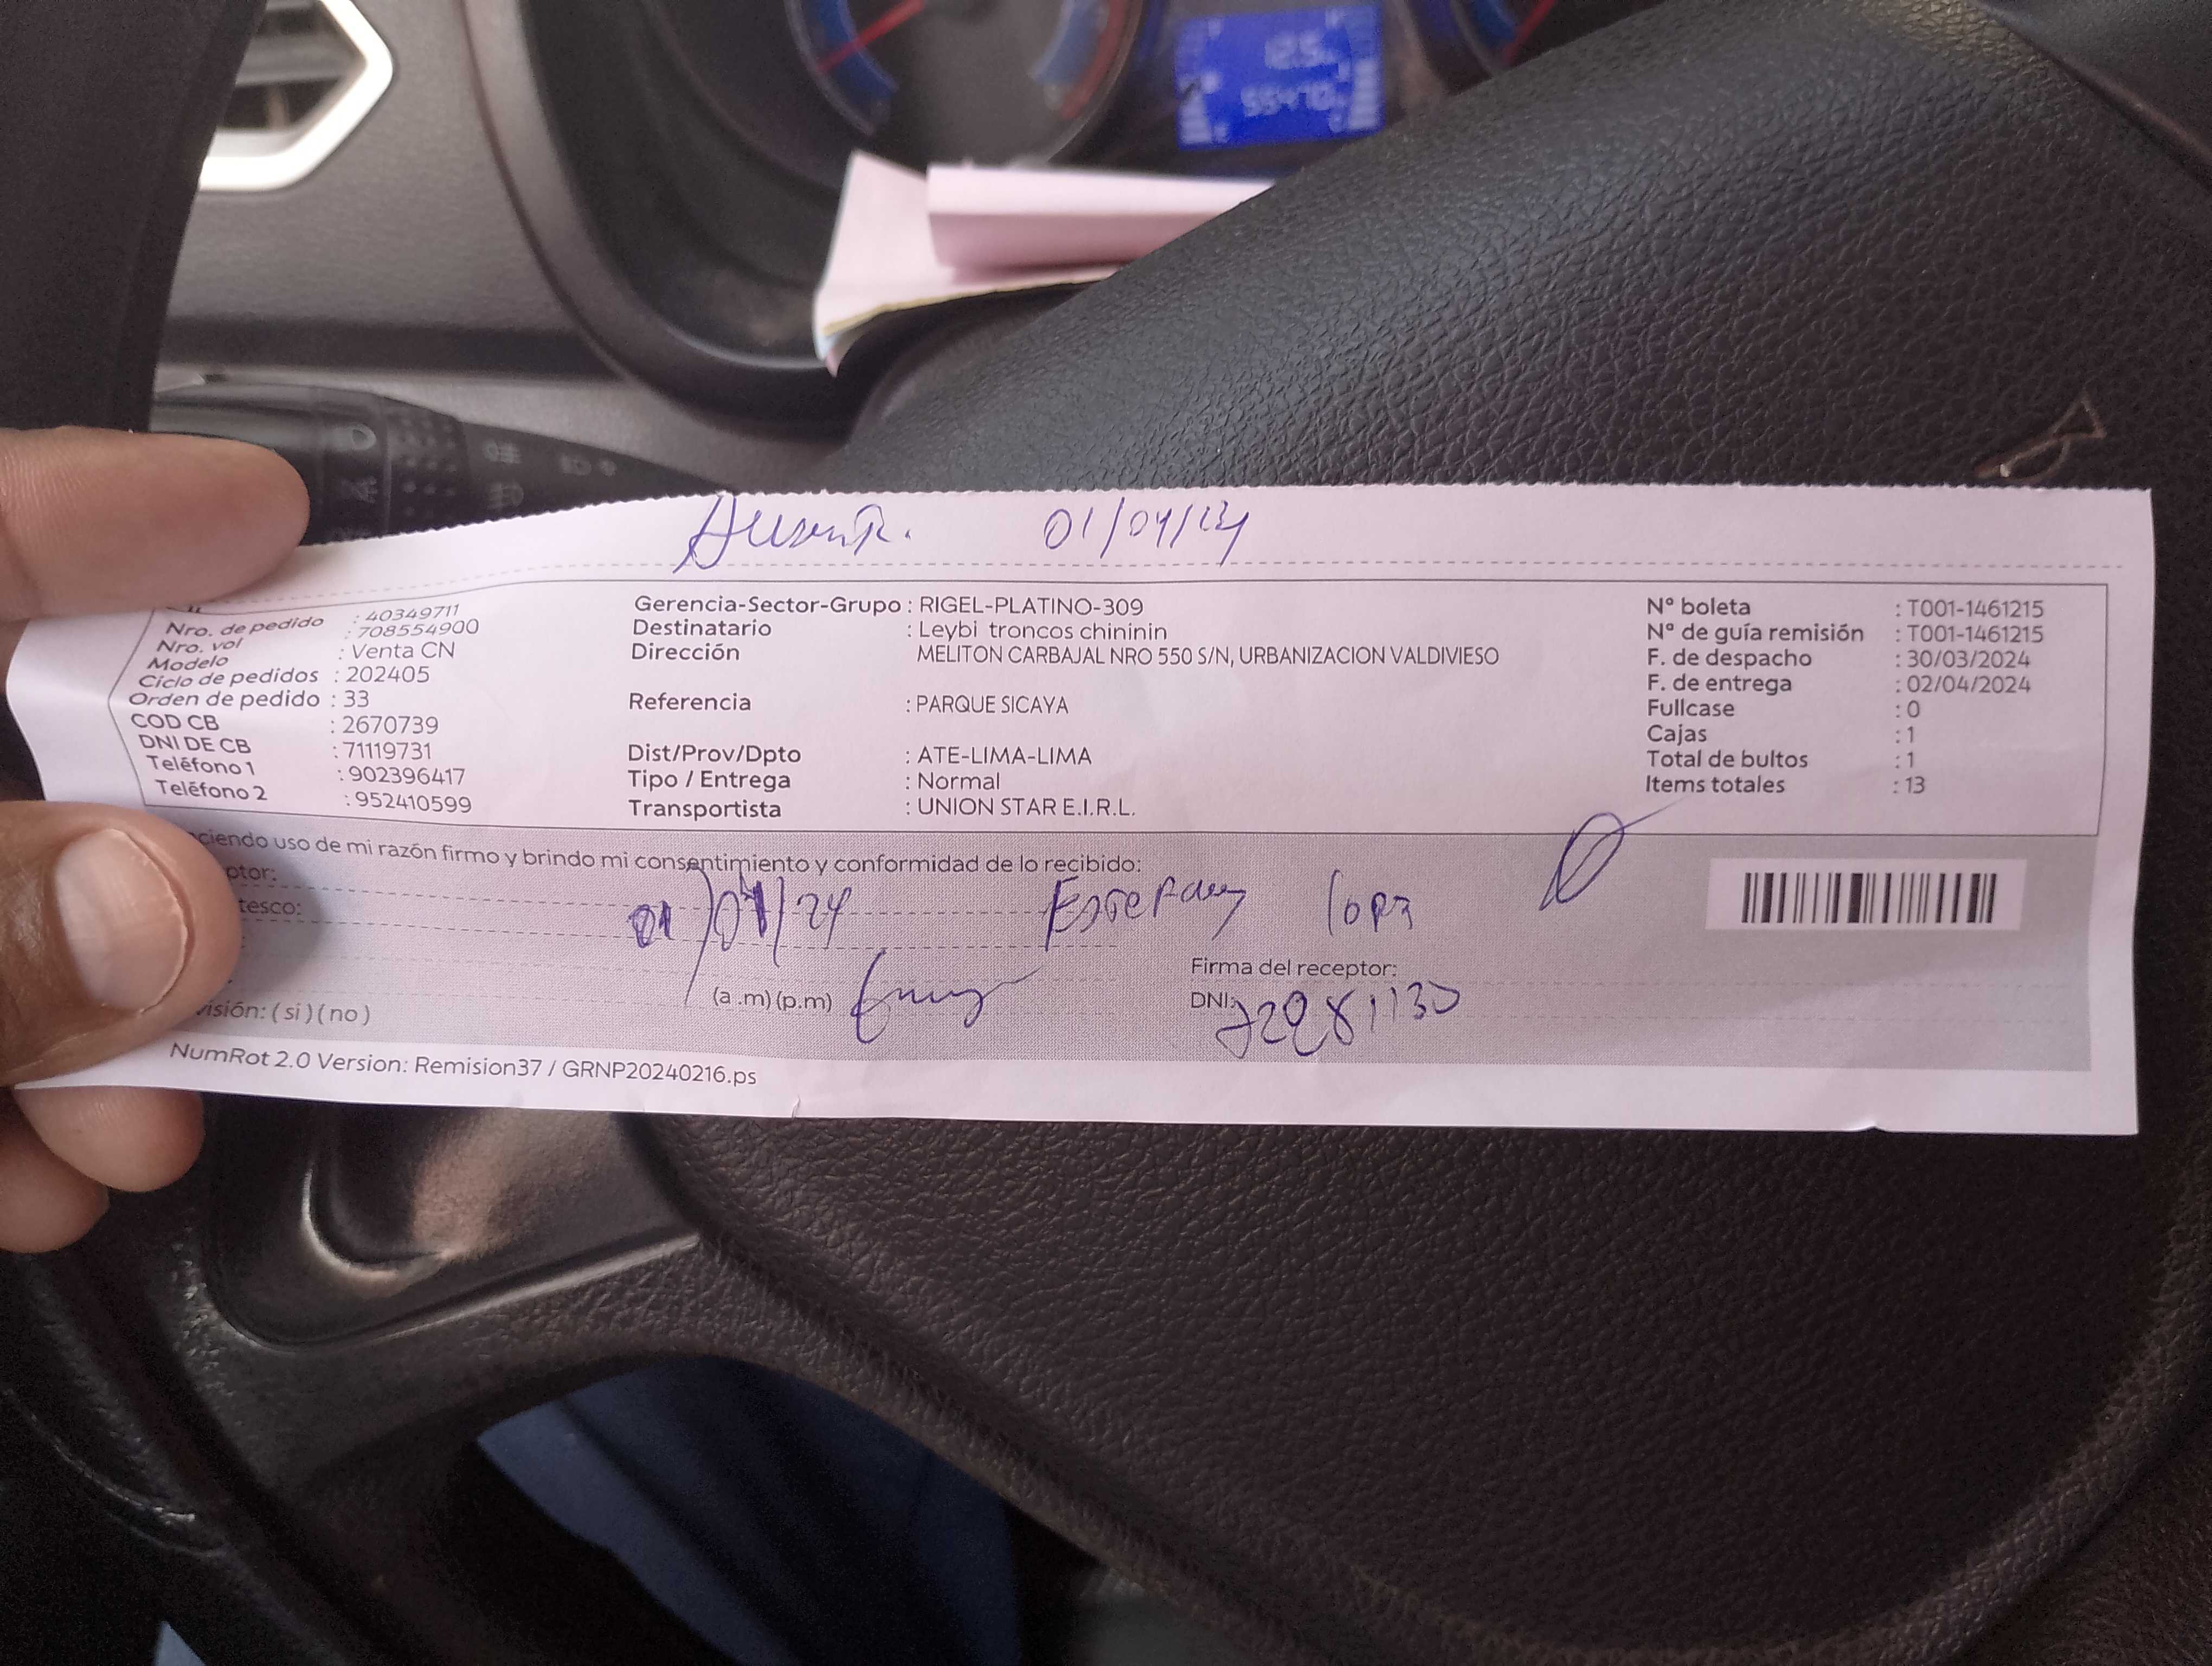 12.5
Ausente. 01/04/24
Nro. de pedido : 40349711
Nro. vol : 708554900
Modelo : Venta CN
Ciclo de pedidos : 202405
Orden de pedido : 33
COD CB : 2670739
DNI DE CB : 71119731
Teléfono 1 : 902396417
Teléfono 2 : 952410599
Gerencia-Sector-Grupo : RIGEL-PLATINO-309
Destinatario : Leybi troncos chininin
Dirección MELITON CARBAJAL NRO 550 S/N, URBANIZACION VALDIVIESO
Referencia : PARQUE SICAYA
Dist/Prov/Dpto : ATE-LIMA-LIMA
Tipo / Entrega : Normal
Transportista : UNION STAR E.I.R.L.
N° boleta : T001-1461215
N° de guía remisión : T001-1461215
F. de despacho : 30/03/2024
F. de entrega : 02/04/2024
Fullcase : 0
Cajas : 1
Total de bultos : 1
Items totales : 13
ciendo uso de mi razón firmo y brindo mi consentimiento y conformidad de lo recibido:
ptor:
tesco:
01/04/24 Estefany
(a .m) (p.m)
Firma del receptor:
DNI:
isión: ( si ) ( no )
NumRot 2.0 Version: Remision37 / GRNP20240216.ps